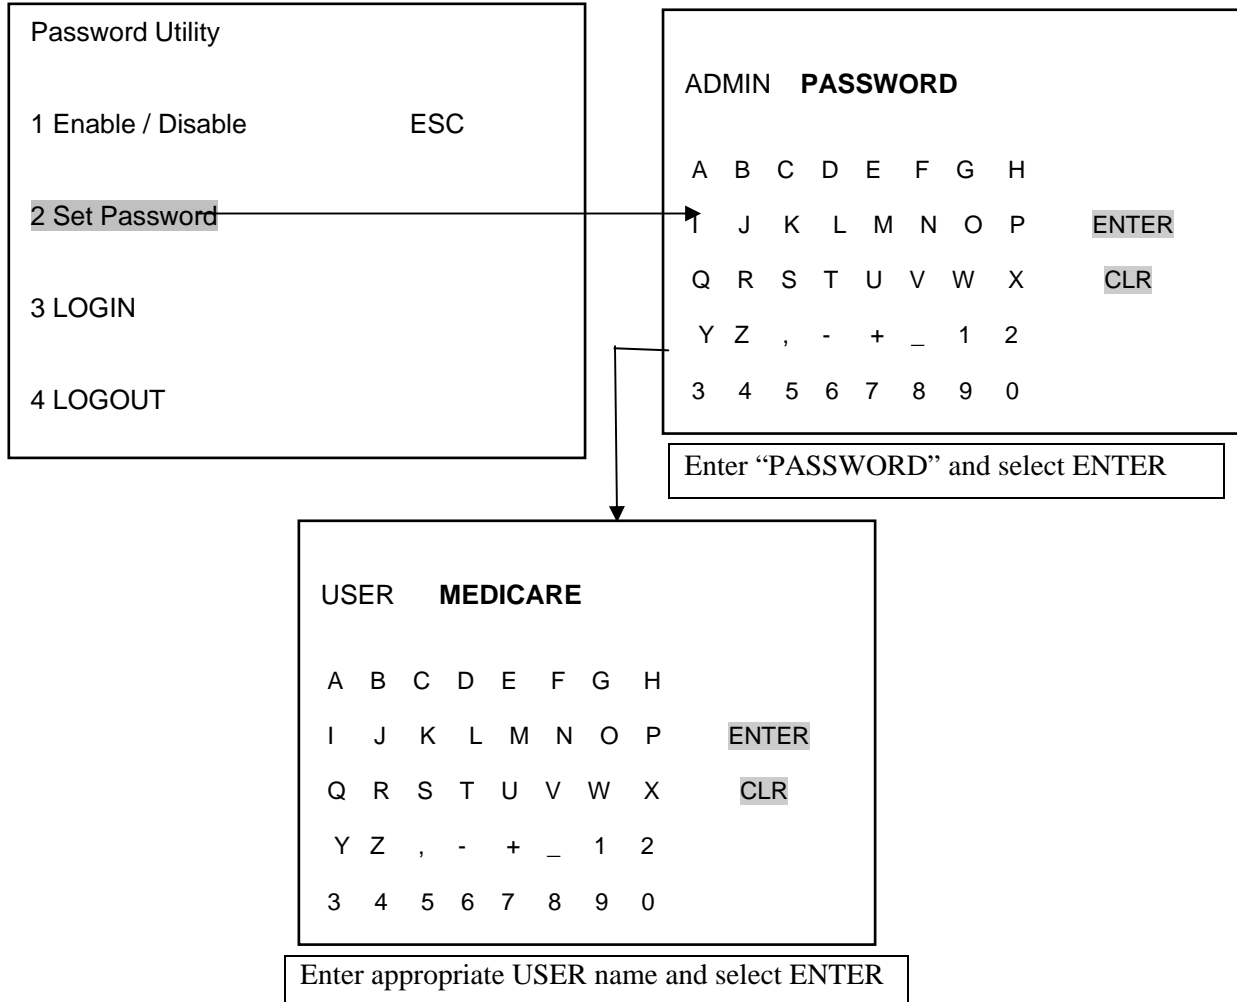 Password Utility
1 Enable / Disable ESC
2 Set Password
3 LOGIN
4 LOGOUT
ADMIN PASSWORD
A B C D E F G H
I J K L M N O P ENTER
Q R S T U V W X CLR
Y Z , - + _ 1 2
3 4 5 6 7 8 9 0
Enter “PASSWORD” and select ENTER
USER MEDICARE
A B C D E F G H
I J K L M N O P ENTER
Q R S T U V W X CLR
Y Z , - + _ 1 2
3 4 5 6 7 8 9 0
Enter appropriate USER name and select ENTER